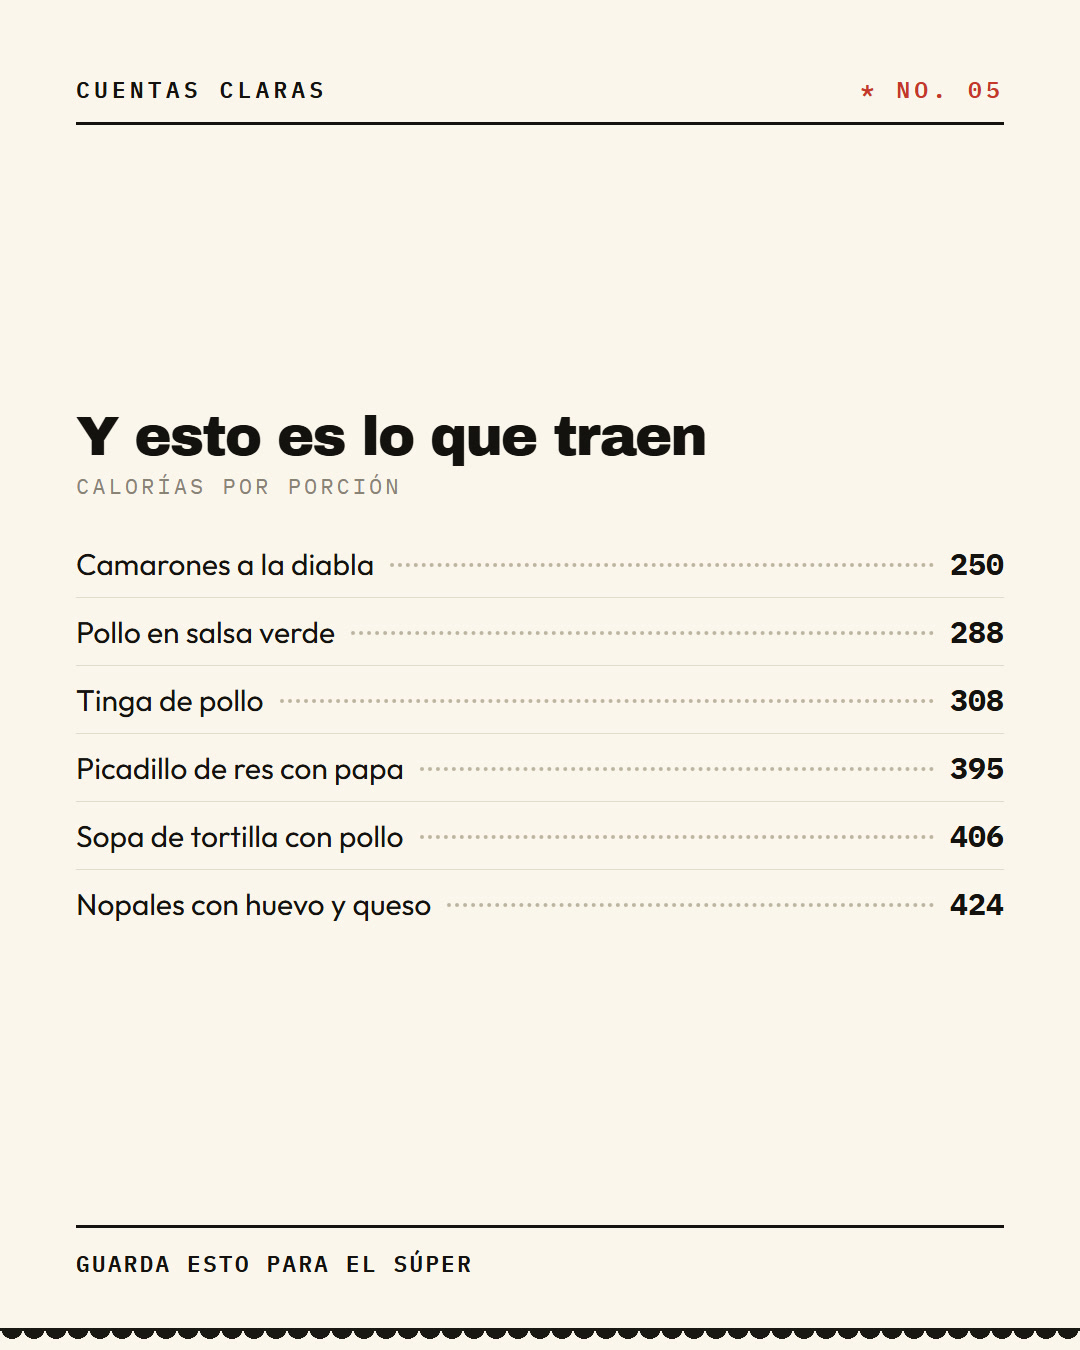 CUENTAS CLARAS * NO. 05
Y esto es lo que traen
CALORÍAS POR PORCIÓN
Camarones a la diabla 250
Pollo en salsa verde 288
Tinga de pollo 308
Picadillo de res con papa 395
Sopa de tortilla con pollo 406
Nopales con huevo y queso 424
GUARDA ESTO PARA EL SÚPER